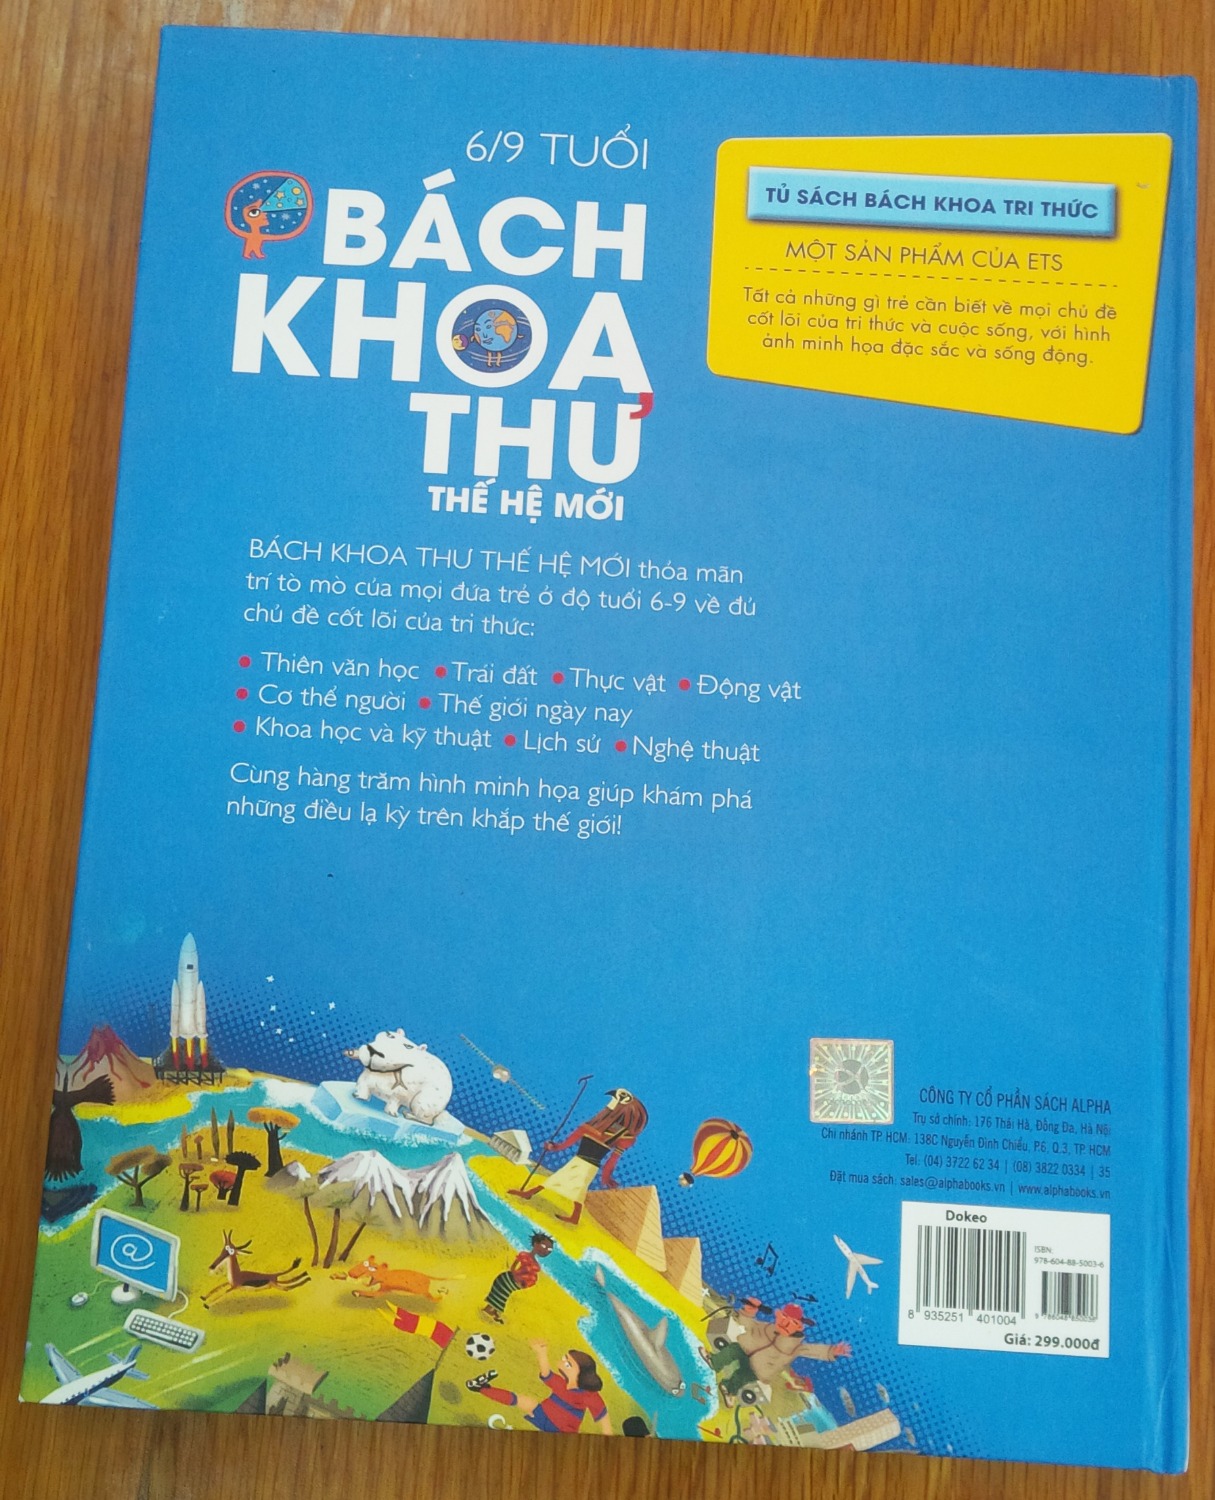 6/9 TUỔI
BÁCH
KHOA
THƯ
THẾ HỆ MỚI
TỦ SÁCH BÁCH KHOA TRI THỨC
MỘT SẢN PHẨM CỦA ETS
Tất cả những gì trẻ cần biết về mọi chủ đề
cốt lõi của tri thức và cuộc sống, với hình
ảnh minh họa đặc sắc và sống động.
BÁCH KHOA THƯ THẾ HỆ MỚI thỏa mãn
trí tò mò của mọi đứa trẻ ở độ tuổi 6-9 về đủ
chủ đề cốt lõi của tri thức:
• Thiên văn học • Trái đất • Thực vật • Động vật
• Cơ thể người • Thế giới ngày nay
• Khoa học và kỹ thuật • Lịch sử • Nghệ thuật
Cùng hàng trăm hình minh họa giúp khám phá
những điều lạ kỳ trên khắp thế giới!
@
CÔNG TY CỔ PHẦN SÁCH ALPHA
Trụ sở chính: 176 Thái Hà, Đống Đa, Hà Nội
Chi nhánh TP. HCM: 138C Nguyễn Đình Chiểu, P.6, Q.3, TP. HCM
Tel: (04) 3722 62 34 | (08) 3822 0334 | 35
Đặt mua sách: sales@alphabooks.vn | www.alphabooks.vn
Dokeo
ISBN:
978-604-88-5003-6
8 935251 401004
9 786048 850036
Giá: 299.000đ